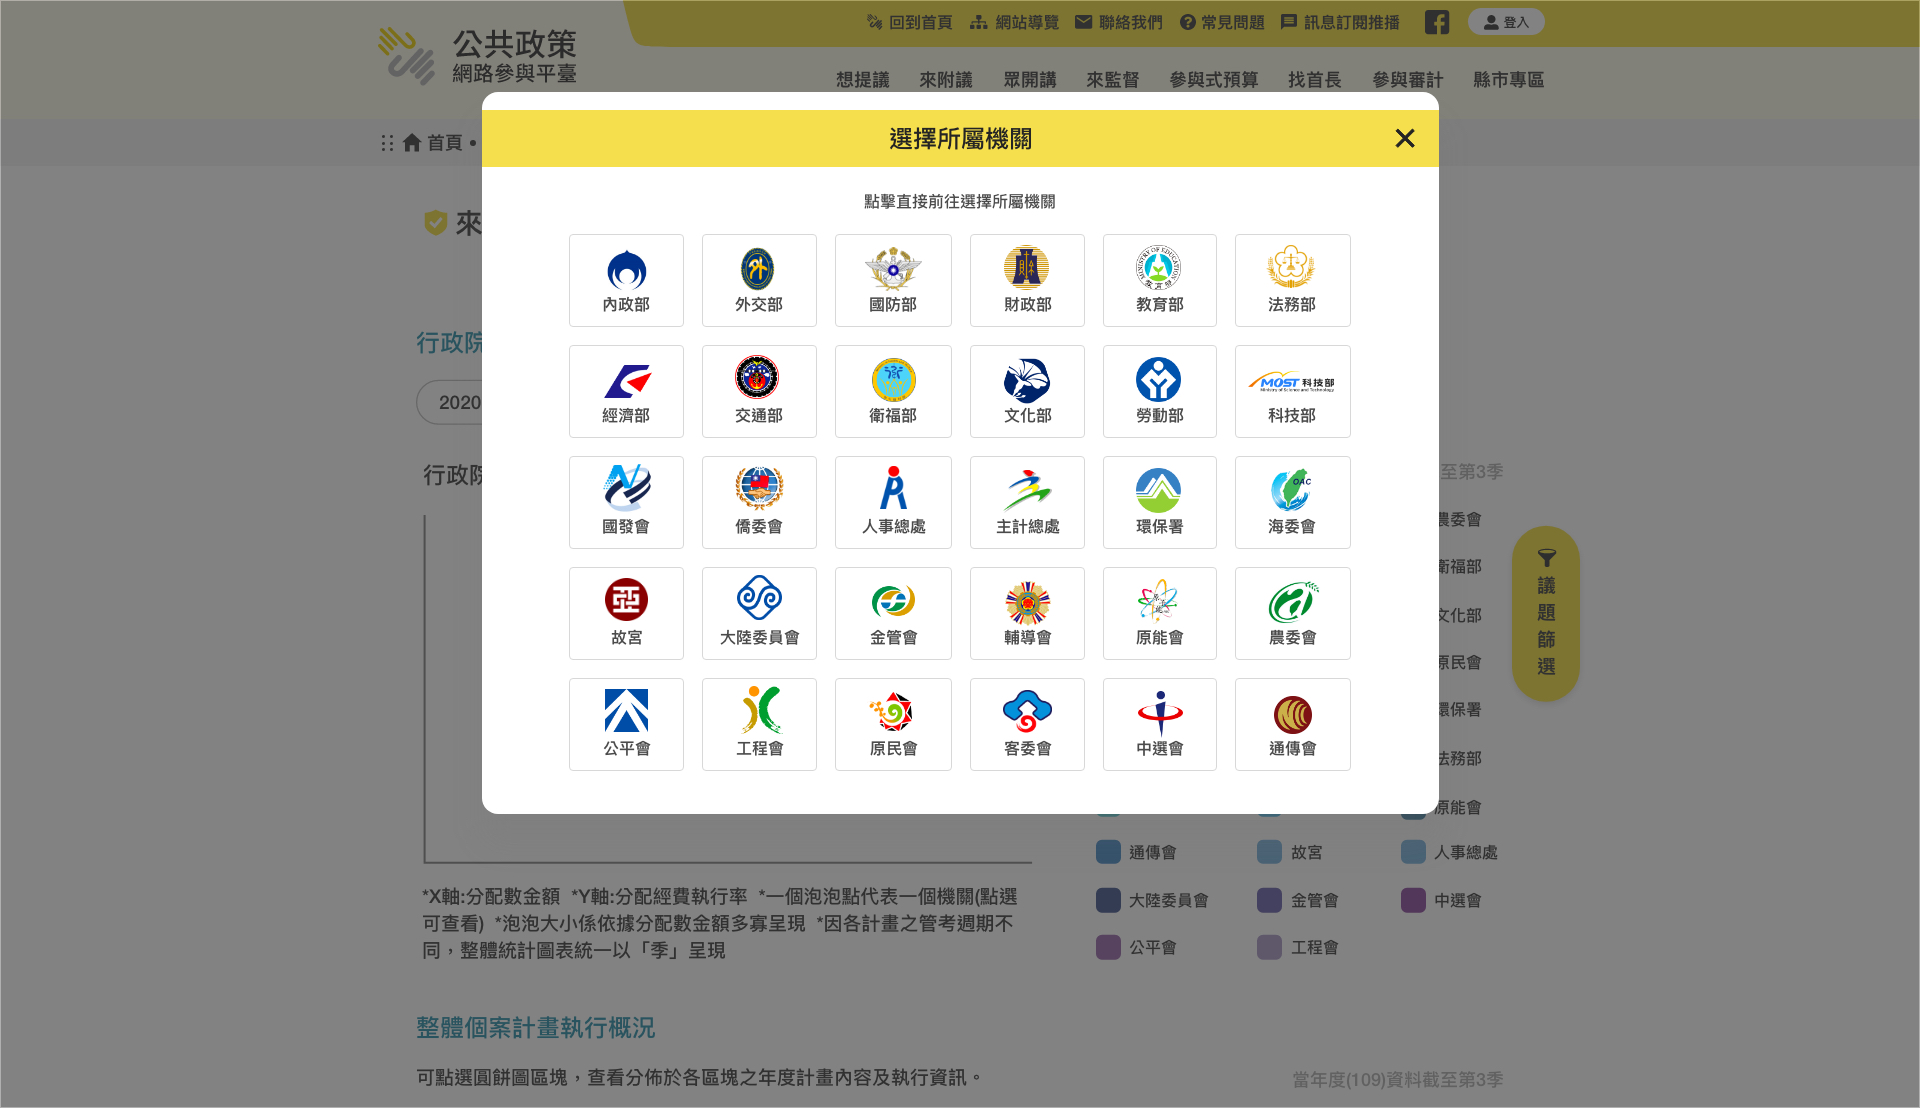 公共政策
網路參與平臺
回到首頁 網站導覽 聯絡我們 常見問題 訊息訂閱推播 登入
想提議 來附議 眾開講 來監督 參與式預算 找首長 參與審計 縣市專區
首頁
選擇所屬機關
點擊直接前往選擇所屬機關
來
行政院
2020
行政院
內政部 外交部 國防部 財政部 教育部 法務部
MINISTRY OF EDUCATION
MOST 科技部
Ministry of Science and Technology
經濟部 交通部 衛福部 文化部 勞動部 科技部
OAC
國發會 僑委會 人事總處 主計總處 環保署 海委會
故宮 大陸委員會 金管會 輔導會 原能會 農委會
公平會 工程會 原民會 客委會 中選會 通傳會
至第3季
農委會
衛福部
文化部
原民會
環保署
法務部
原能會
議題篩選
通傳會 故宮 人事總處
大陸委員會 金管會 中選會
公平會 工程會
*X軸:分配數金額 *Y軸:分配經費執行率 *一個泡泡點代表一個機關(點選
可查看) *泡泡大小係依據分配數金額多寡呈現 *因各計畫之管考週期不
同，整體統計圖表統一以「季」呈現
整體個案計畫執行概況
可點選圓餅圖區塊，查看分佈於各區塊之年度計畫內容及執行資訊。
當年度(109)資料截至第3季